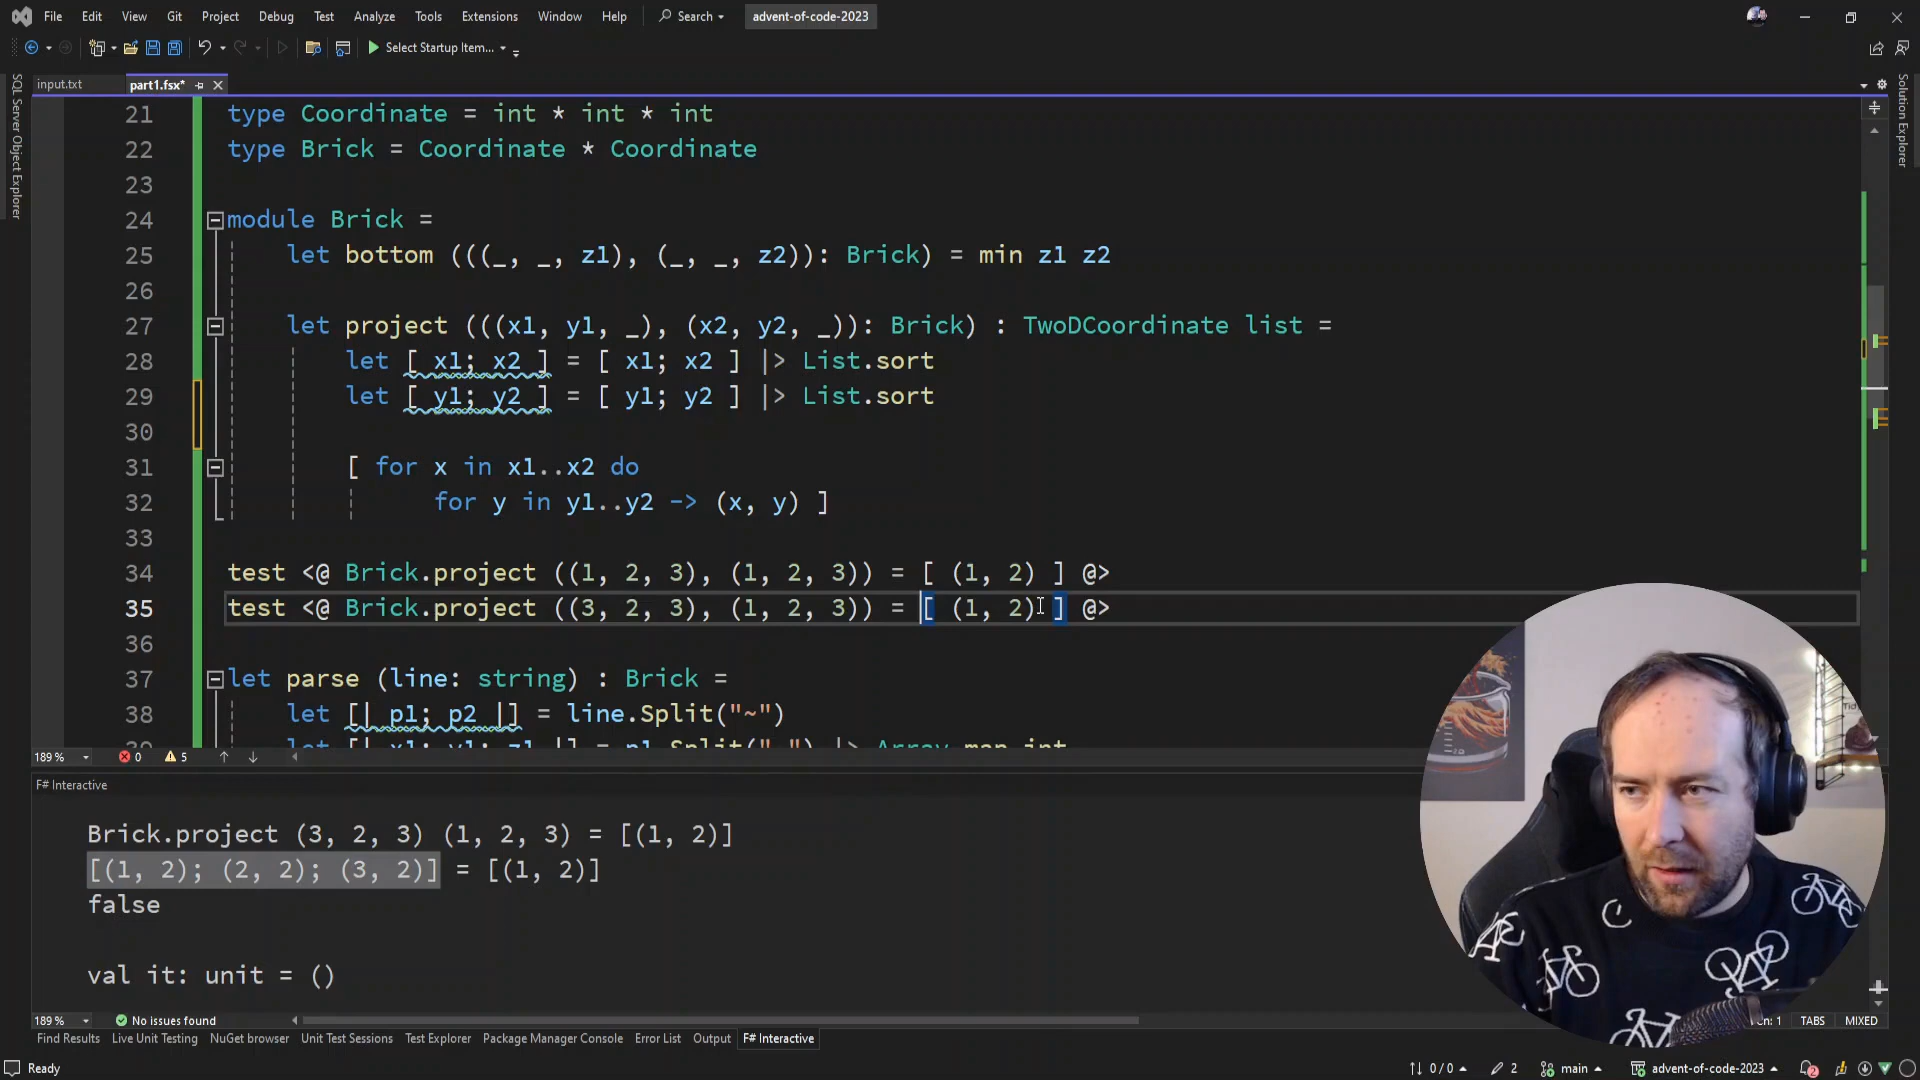 File Edit View Git Project Debug Test Analyze Tools Extensions Window Help Search advent-of-code-2023
Select Startup Item...
input.txt part1.fsx*
SQL Server Object Explorer
Solution Explorer
21 type Coordinate = int * int * int
22 type Brick = Coordinate * Coordinate
23
24 module Brick =
25 let bottom (((_, _, z1), (_, _, z2)): Brick) = min z1 z2
26
27 let project (((x1, y1, _), (x2, y2, _)): Brick) : TwoDCoordinate list =
28 let [ x1; x2 ] = [ x1; x2 ] |> List.sort
29 let [ y1; y2 ] = [ y1; y2 ] |> List.sort
30
31 [ for x in x1..x2 do
32 for y in y1..y2 -> (x, y) ]
33
34 test <@ Brick.project ((1, 2, 3), (1, 2, 3)) = [ (1, 2) ] @>
35 test <@ Brick.project ((3, 2, 3), (1, 2, 3)) = [ (1, 2) ] @>
36
37 let parse (line: string) : Brick =
38 let [| p1; p2 |] = line.Split("~")
189 % 0 5
F# Interactive
Brick.project (3, 2, 3) (1, 2, 3) = [(1, 2)]
[(1, 2); (2, 2); (3, 2)] = [(1, 2)]
false
val it: unit = ()
189 % No issues found
: 1 TABS MIXED
Find Results Live Unit Testing NuGet browser Unit Test Sessions Test Explorer Package Manager Console Error List Output F# Interactive
Ready 0 / 0 2 main advent-of-code-2023 2